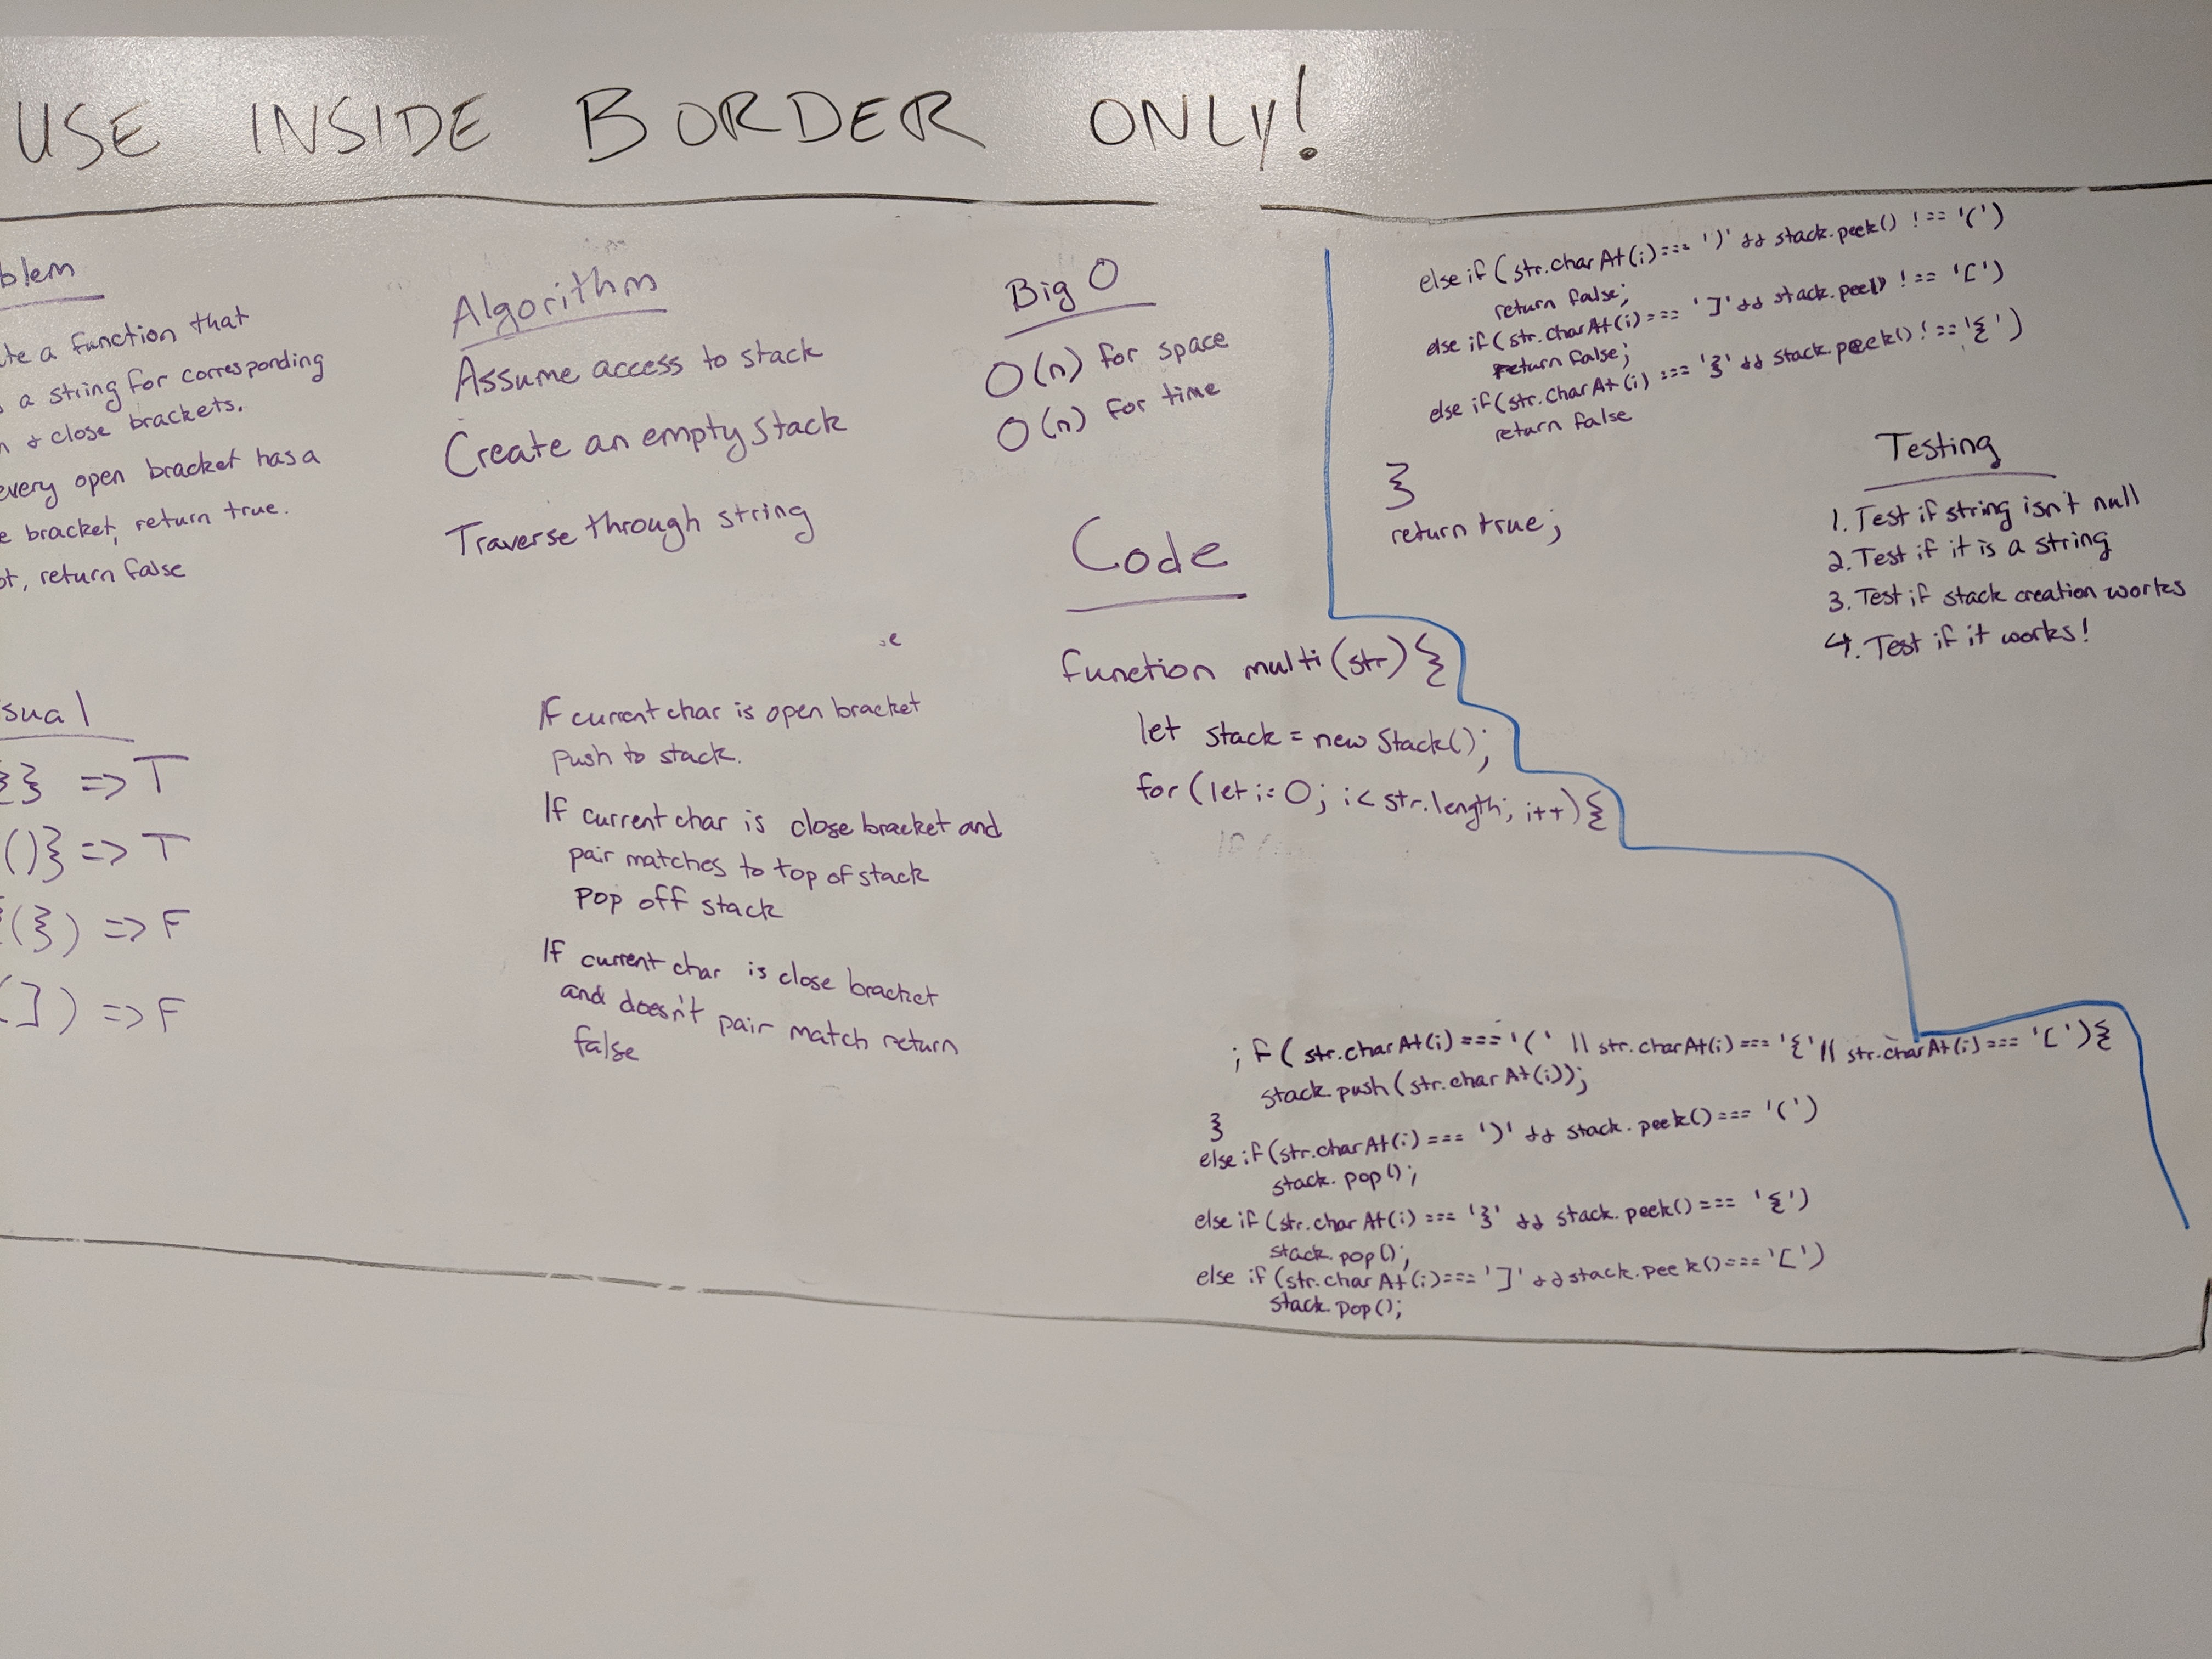 USE INSIDE BORDER ONLY!
blem
te a function that
a string for corresponding
n & close brackets.
every open bracket has a
e bracket, return true.
ot, return false
sual
{}} => T
()} => T
{(}) => F
(]) => F
Algorithm
Assume access to stack
Create an empty stack
Traverse through string
If current char is open bracket
push to stack.
If current char is close bracket and
pair matches to top of stack
pop off stack
If current char is close bracket
and doesn't pair match return
false
Big O
O(n) for space
O(n) for time
Code
function multi(str){
let stack = new Stack();
for (let i=0; i< str.length; i++){
if ( str.charAt(i) === '(' || str.charAt(i) === '{' || str.charAt(i) === '['){
stack.push(str.charAt(i));
}
else if (str.charAt(i) === ')' && stack.peek() === '(')
stack.pop();
else if (str.charAt(i) === '}' && stack.peek() === '{')
stack.pop();
else if (str.charAt(i) === ']' && stack.peek() === '[')
stack.pop();
else if (str.charAt(i) === ')' && stack.peek() !== '(')
return false;
else if (str.charAt(i) === ']' && stack.peek() !== '[')
return false;
else if (str.charAt(i) === '}' && stack.peek() !== '{')
return false
}
return true;
Testing
1. Test if string isn't null
2. Test if it is a string
3. Test if stack creation works
4. Test if it works!